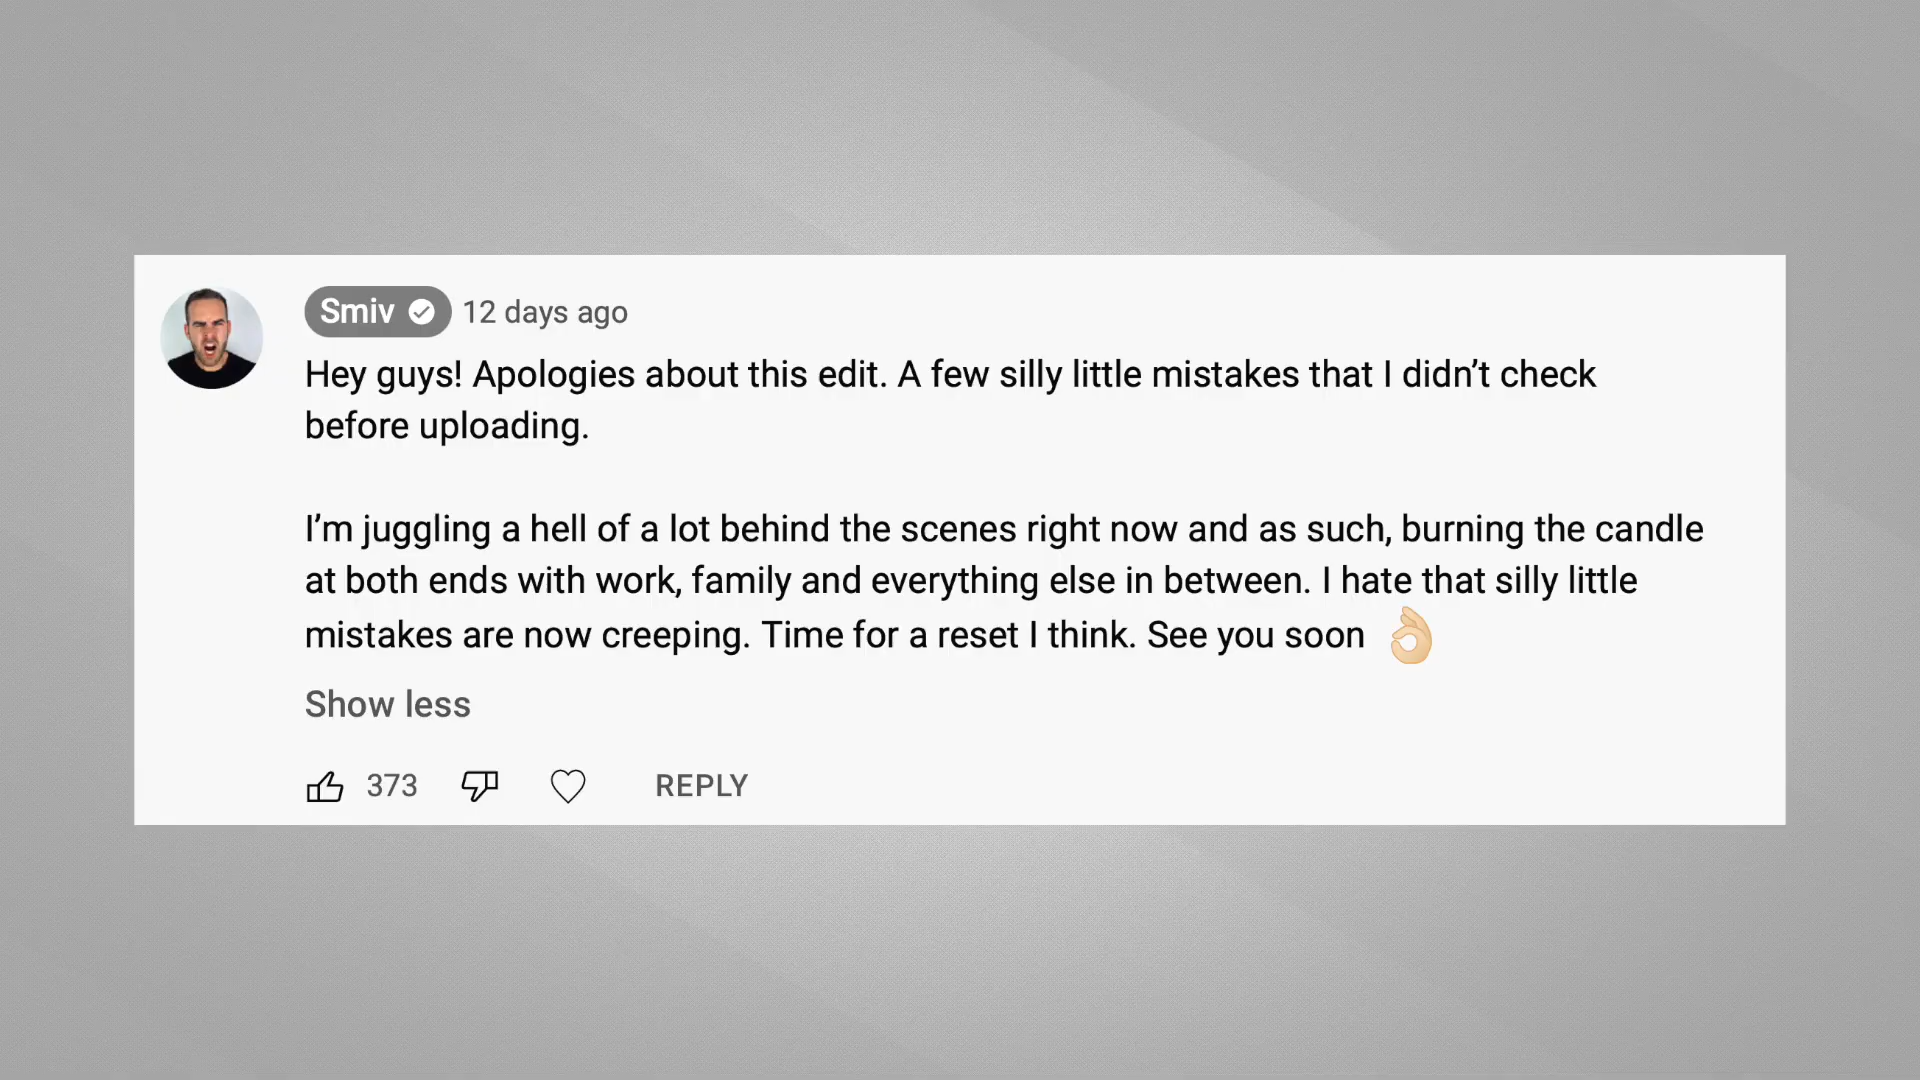 Smiv 12 days ago
Hey guys! Apologies about this edit. A few silly little mistakes that I didn’t check
before uploading.
I’m juggling a hell of a lot behind the scenes right now and as such, burning the candle
at both ends with work, family and everything else in between. I hate that silly little
mistakes are now creeping. Time for a reset I think. See you soon 👌🏼
Show less
373 REPLY